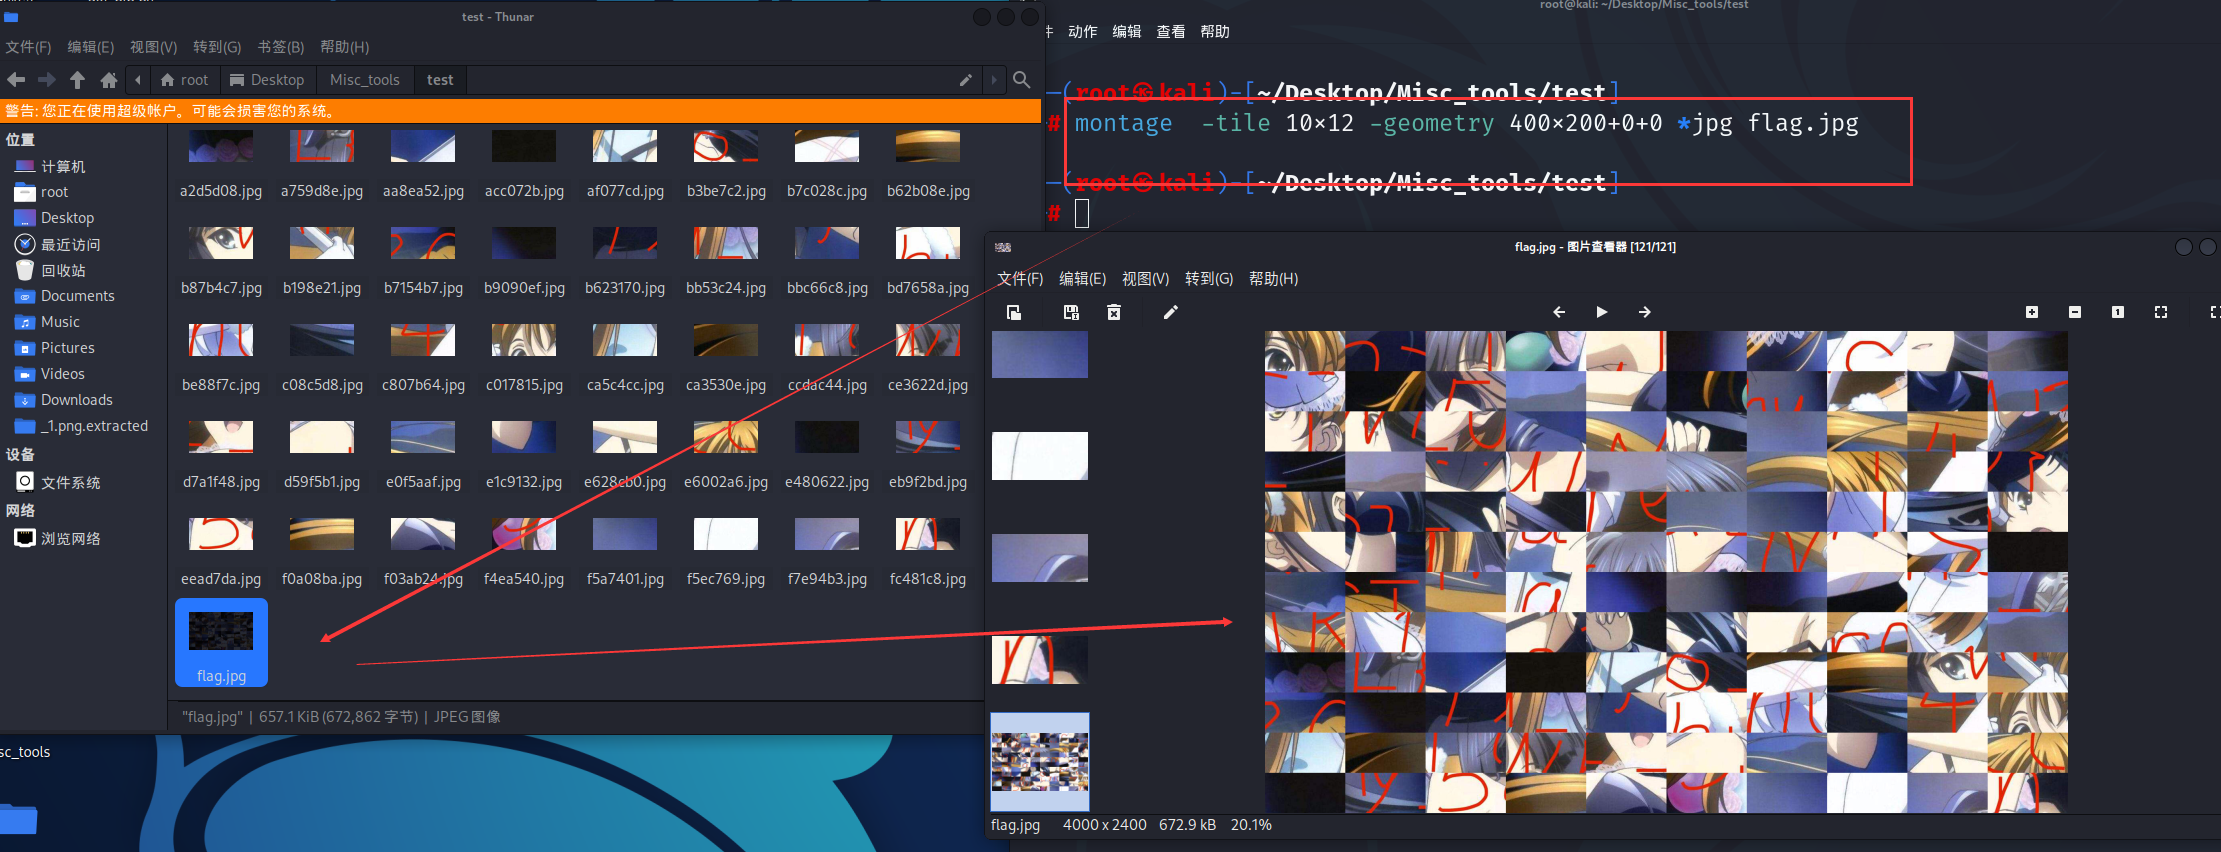 test - Thunar
文件(F) 编辑(E) 视图(V) 转到(G) 书签(B) 帮助(H)
root Desktop Misc_tools test
警告: 您正在使用超级帐户。可能会损害您的系统。
位置
计算机
root
Desktop
最近访问
回收站
Documents
Music
Pictures
Videos
Downloads
_1.png.extracted
设备
文件系统
网络
浏览网络
a2d5d08.jpg a759d8e.jpg aa8ea52.jpg acc072b.jpg af077cd.jpg b3be7c2.jpg b7c028c.jpg b62b08e.jpg
b87b4c7.jpg b198e21.jpg b7154b7.jpg b9090ef.jpg b623170.jpg bb53c24.jpg bbc66c8.jpg bd7658a.jpg
be88f7c.jpg c08c5d8.jpg c807b64.jpg c017815.jpg ca5c4cc.jpg ca3530e.jpg ccdac44.jpg ce3622d.jpg
d7a1f48.jpg d59f5b1.jpg e0f5aaf.jpg e1c9132.jpg e628cb0.jpg e6002a6.jpg e480622.jpg eb9f2bd.jpg
eead7da.jpg f0a08ba.jpg f03ab24.jpg f4ea540.jpg f5a7401.jpg f5ec769.jpg f7e94b3.jpg fc481c8.jpg
flag.jpg
"flag.jpg" | 657.1 KiB (672,862 字节) | JPEG 图像
sc_tools
root@kali: ~/Desktop/Misc_tools/test
件 动作 编辑 查看 帮助
─(root㉿kali)-[~/Desktop/Misc_tools/test]
# montage -tile 10×12 -geometry 400×200+0+0 *jpg flag.jpg
─(root㉿kali)-[~/Desktop/Misc_tools/test]
#
flag.jpg - 图片查看器 [121/121]
文件(F) 编辑(E) 视图(V) 转到(G) 帮助(H)
flag.jpg 4000 x 2400 672.9 kB 20.1%